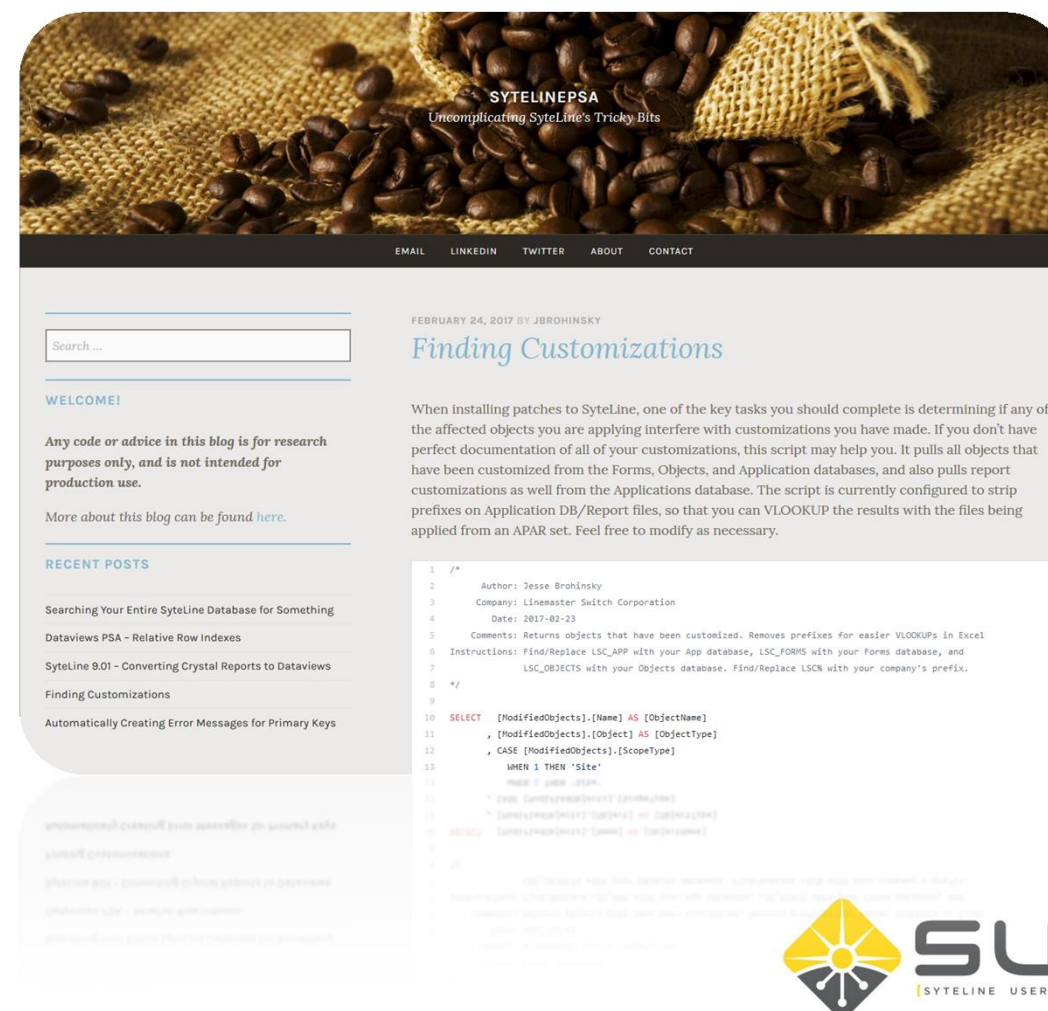 SYTELINEPSA
Uncomplicating SyteLine's Tricky Bits
EMAIL LINKEDIN TWITTER ABOUT CONTACT
Search ...
WELCOME!
Any code or advice in this blog is for research
purposes only, and is not intended for
production use.
More about this blog can be found here.
RECENT POSTS
Searching Your Entire SyteLine Database for Something
Dataviews PSA – Relative Row Indexes
SyteLine 9.01 – Converting Crystal Reports to Dataviews
Finding Customizations
Automatically Creating Error Messages for Primary Keys
FEBRUARY 24, 2017 BY JBROHINSKY
Finding Customizations
When installing patches to SyteLine, one of the key tasks you should complete is determining if any of
the affected objects you are applying interfere with customizations you have made. If you don't have
perfect documentation of all of your customizations, this script may help you. It pulls all objects that
have been customized from the Forms, Objects, and Application databases, and also pulls report
customizations as well from the Applications database. The script is currently configured to strip
prefixes on Application DB/Report files, so that you can VLOOKUP the results with the files being
applied from an APAR set. Feel free to modify as necessary.
1 /*
2 Author: Jesse Brohinsky
3 Company: Linemaster Switch Corporation
4 Date: 2017-02-23
5 Comments: Returns objects that have been customized. Removes prefixes for easier VLOOKUPs in Excel
6 Instructions: Find/Replace LSC_APP with your App database, LSC_FORMS with your Forms database, and
7 LSC_OBJECTS with your Objects database. Find/Replace LSC% with your company's prefix.
8 */
9
10 SELECT [ModifiedObjects].[Name] AS [ObjectName]
11 , [ModifiedObjects].[Object] AS [ObjectType]
12 , CASE [ModifiedObjects].[ScopeType]
13 WHEN 1 THEN 'Site'
SU
[SYTELINE USER